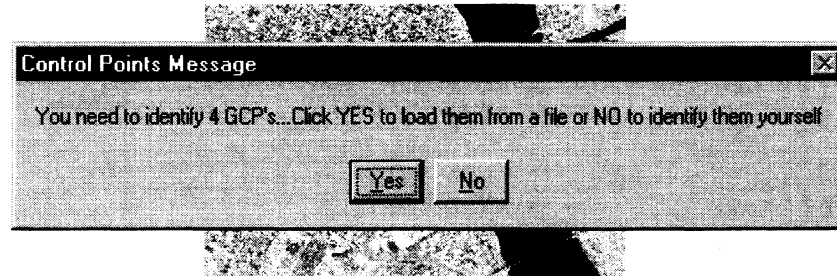 Control Points Message
You need to identify 4 GCP's...Click YES to load them from a file or NO to identify them yourself
Yes No